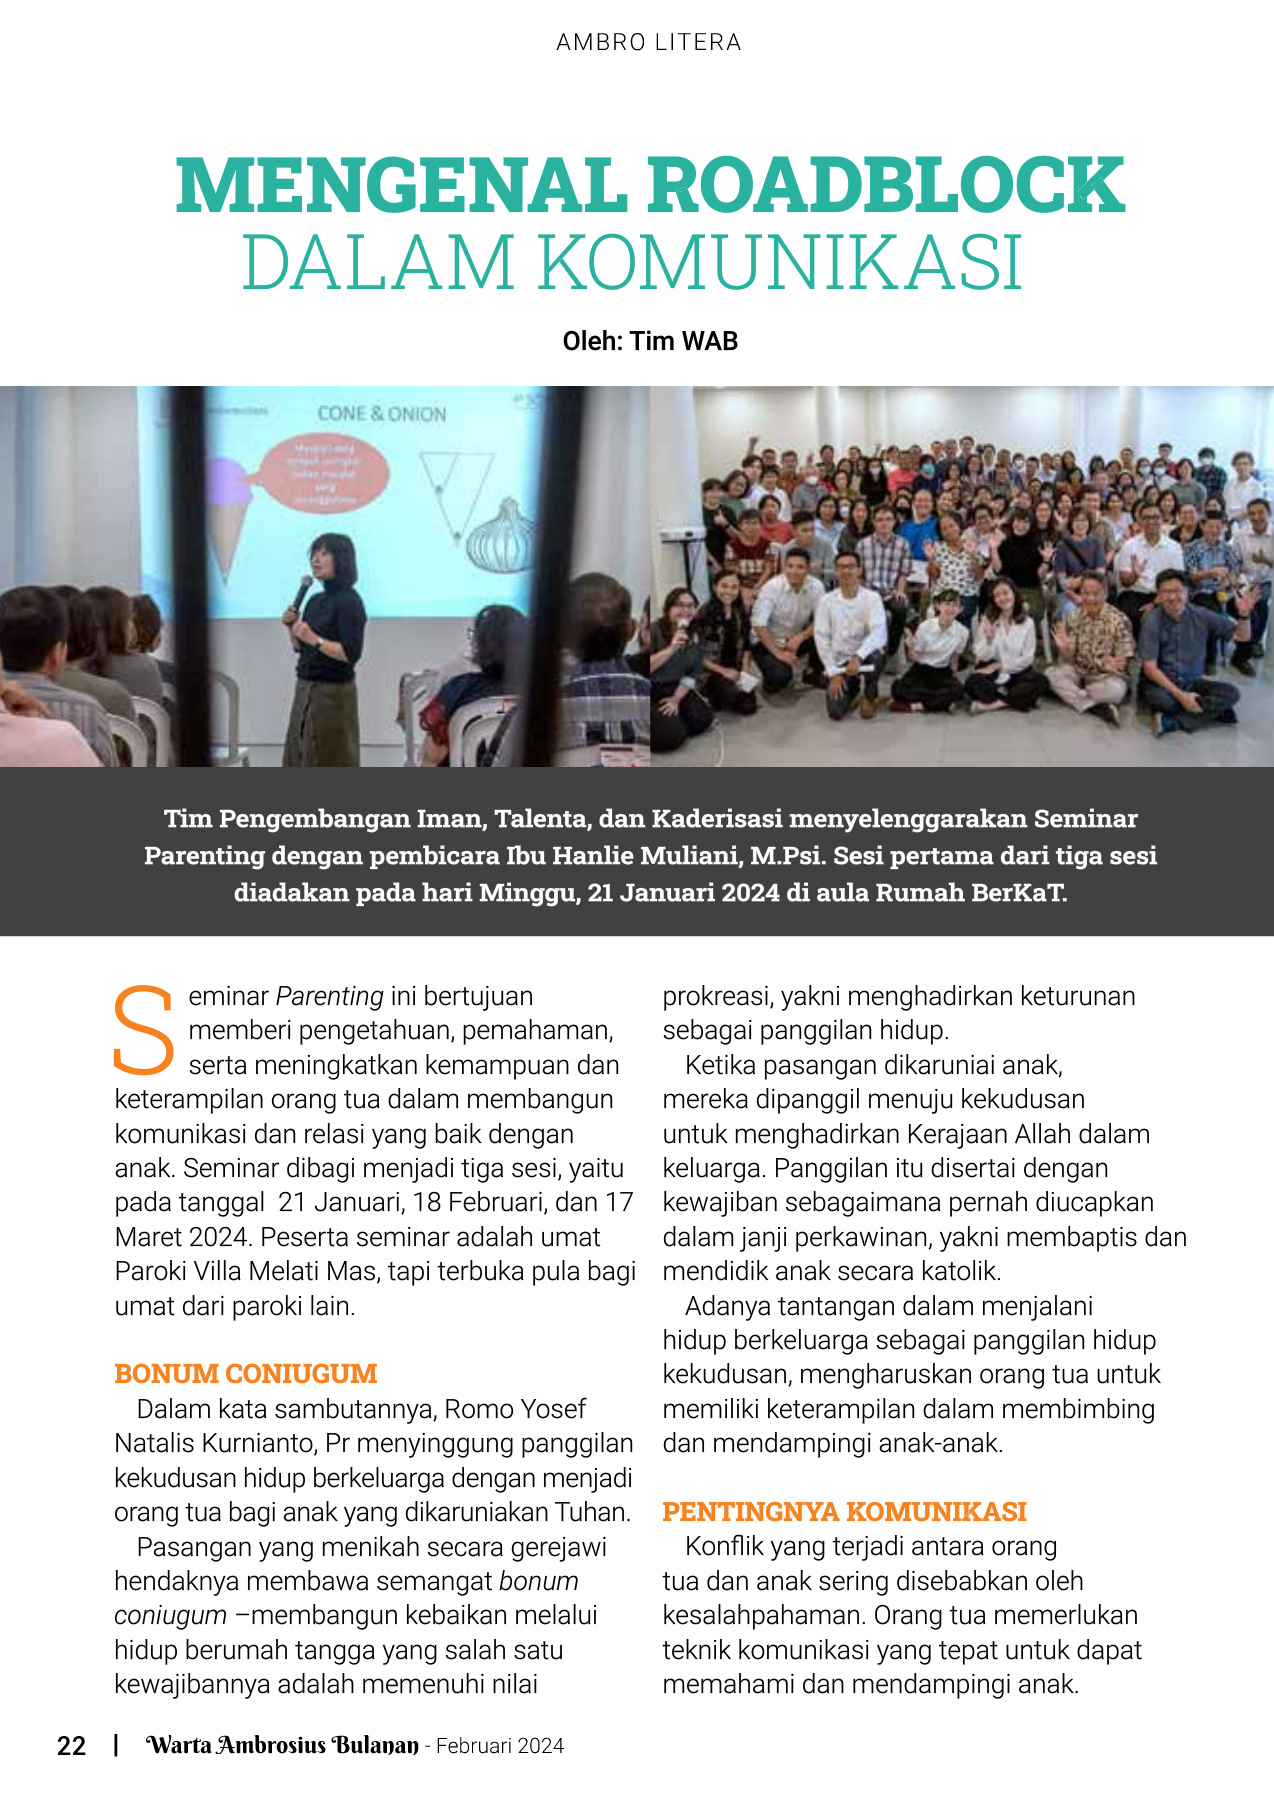 AMBRO LITERA
MENGENAL ROADBLOCK
DALAM KOMUNIKASI
Oleh: Tim WAB
CONE & ONION
Tim Pengembangan Iman, Talenta, dan Kaderisasi menyelenggarakan Seminar
Parenting dengan pembicara Ibu Hanlie Muliani, M.Psi. Sesi pertama dari tiga sesi
diadakan pada hari Minggu, 21 Januari 2024 di aula Rumah BerKaT.
Seminar Parenting ini bertujuan
memberi pengetahuan, pemahaman,
serta meningkatkan kemampuan dan
keterampilan orang tua dalam membangun
komunikasi dan relasi yang baik dengan
anak. Seminar dibagi menjadi tiga sesi, yaitu
pada tanggal  21 Januari, 18 Februari, dan 17
Maret 2024. Peserta seminar adalah umat
Paroki Villa Melati Mas, tapi terbuka pula bagi
umat dari paroki lain.
BONUM CONIUGUM
Dalam kata sambutannya, Romo Yosef
Natalis Kurnianto, Pr menyinggung panggilan
kekudusan hidup berkeluarga dengan menjadi
orang tua bagi anak yang dikaruniakan Tuhan.
Pasangan yang menikah secara gerejawi
hendaknya membawa semangat bonum
coniugum –membangun kebaikan melalui
hidup berumah tangga yang salah satu
kewajibannya adalah memenuhi nilai
prokreasi, yakni menghadirkan keturunan
sebagai panggilan hidup.
Ketika pasangan dikaruniai anak,
mereka dipanggil menuju kekudusan
untuk menghadirkan Kerajaan Allah dalam
keluarga. Panggilan itu disertai dengan
kewajiban sebagaimana pernah diucapkan
dalam janji perkawinan, yakni membaptis dan
mendidik anak secara katolik.
Adanya tantangan dalam menjalani
hidup berkeluarga sebagai panggilan hidup
kekudusan, mengharuskan orang tua untuk
memiliki keterampilan dalam membimbing
dan mendampingi anak-anak.
PENTINGNYA KOMUNIKASI
Konflik yang terjadi antara orang
tua dan anak sering disebabkan oleh
kesalahpahaman. Orang tua memerlukan
teknik komunikasi yang tepat untuk dapat
memahami dan mendampingi anak.
22 | Warta Ambrosius Bulanan - Februari 2024